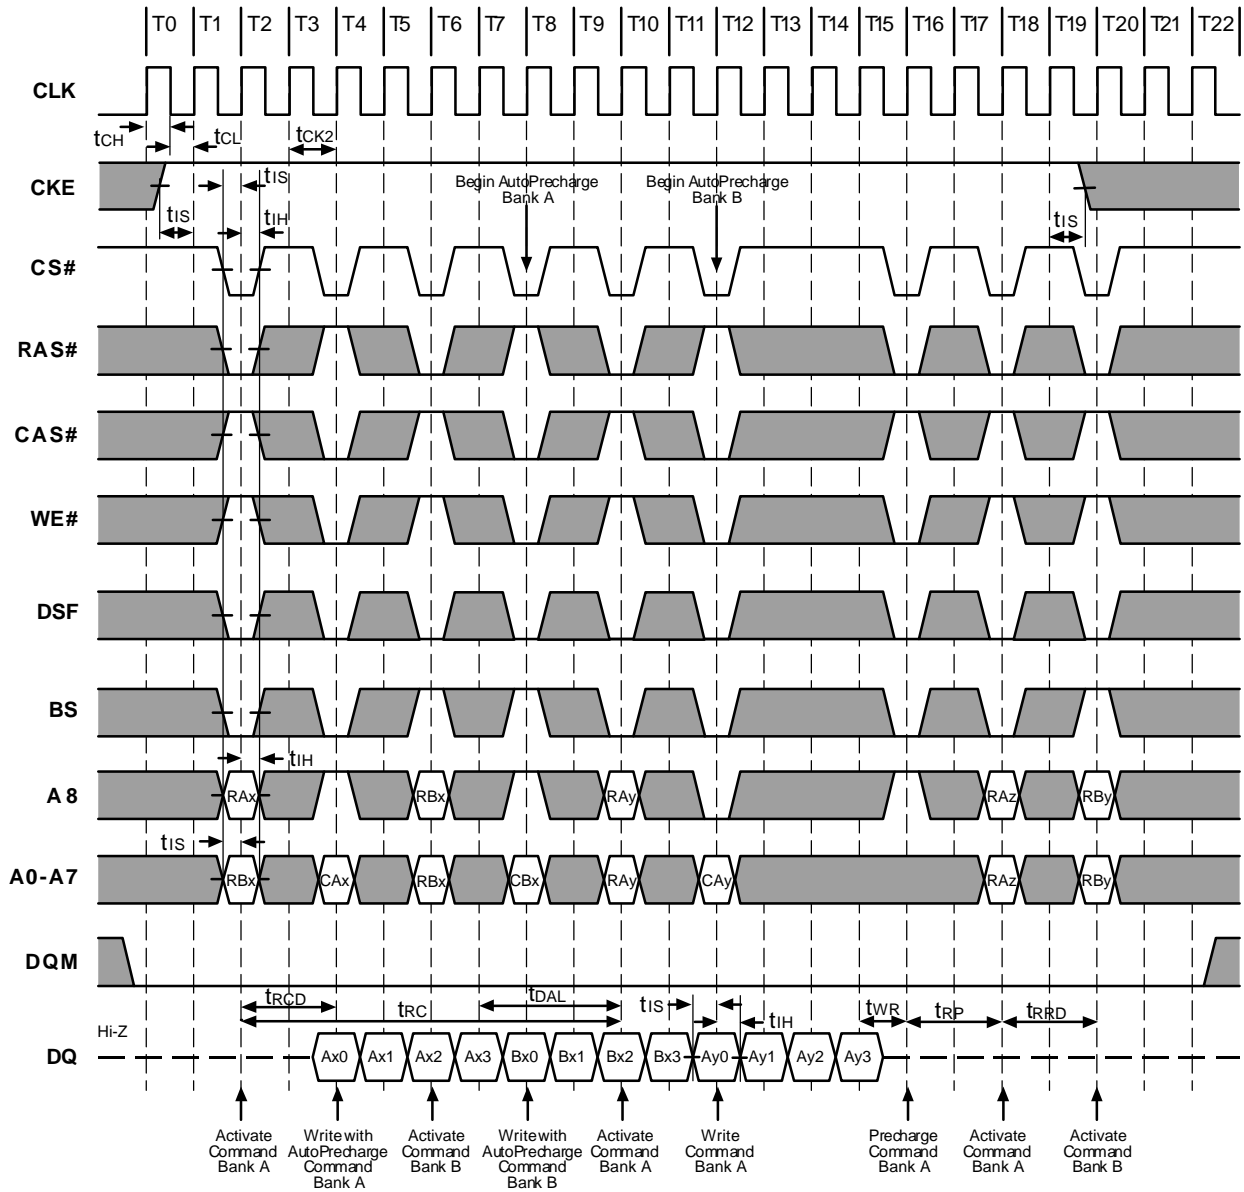 T0 T1 T2 T3 T4 T5 T6 T7 T8 T9 T10 T11 T12 T13 T14 T15 T16 T17 T18 T19 T20 T21 T22
CLK
tCH tCL tCK2
CKE
tIS
Begin AutoPrecharge
Bank A
Begin AutoPrecharge
Bank B
tIS tIH tIS
CS#
RAS#
CAS#
WE#
DSF
BS
tIH
A8 RAx RBx RAy RAz RBy
tIS
A0-A7 RBx CAx RBx CBx RAy CAy RAz RBy
DQM
tRCD tRC tDAL tIS tIH tWR tRP tRRD
Hi-Z
DQ Ax0 Ax1 Ax2 Ax3 Bx0 Bx1 Bx2 Bx3 Ay0 Ay1 Ay2 Ay3
Activate
Command
Bank A
Write with
AutoPrecharge
Command
Bank A
Activate
Command
Bank B
Write with
AutoPrecharge
Command
Bank B
Activate
Command
Bank A
Write
Command
Bank A
Precharge
Command
Bank A
Activate
Command
Bank A
Activate
Command
Bank B